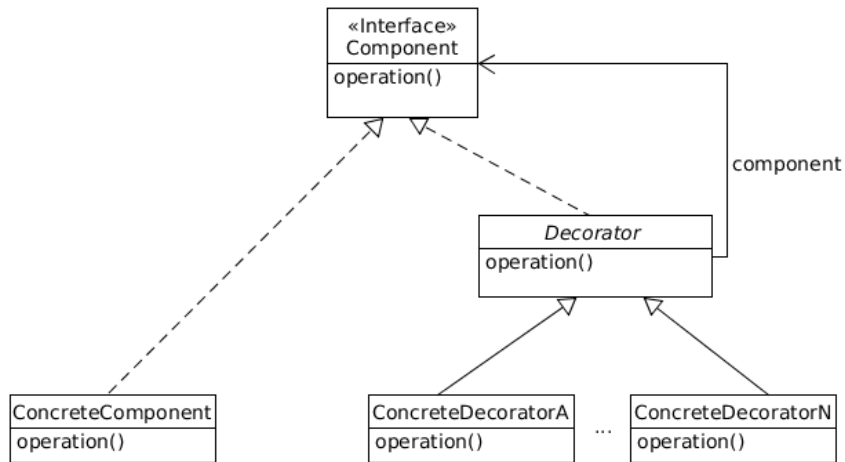 «Interface»
Component
operation()
component
Decorator
operation()
ConcreteComponent
operation()
ConcreteDecoratorA
operation()
...
ConcreteDecoratorN
operation()